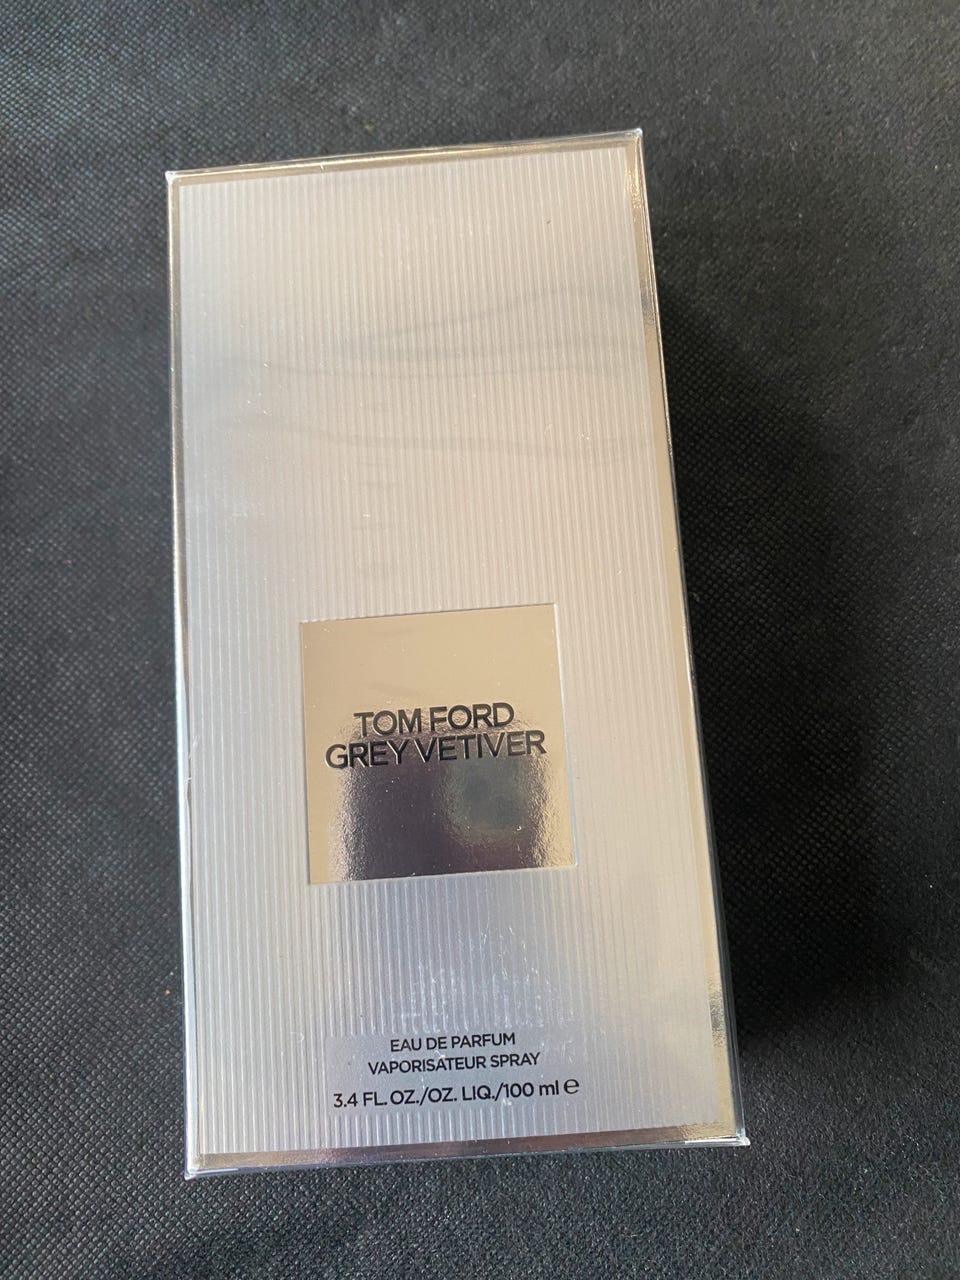 TOM FORD
GREY VETIVER
EAU DE PARFUM
VAPORISATEUR SPRAY
3.4 FL. OZ./OZ. LIQ./100 ml ℮